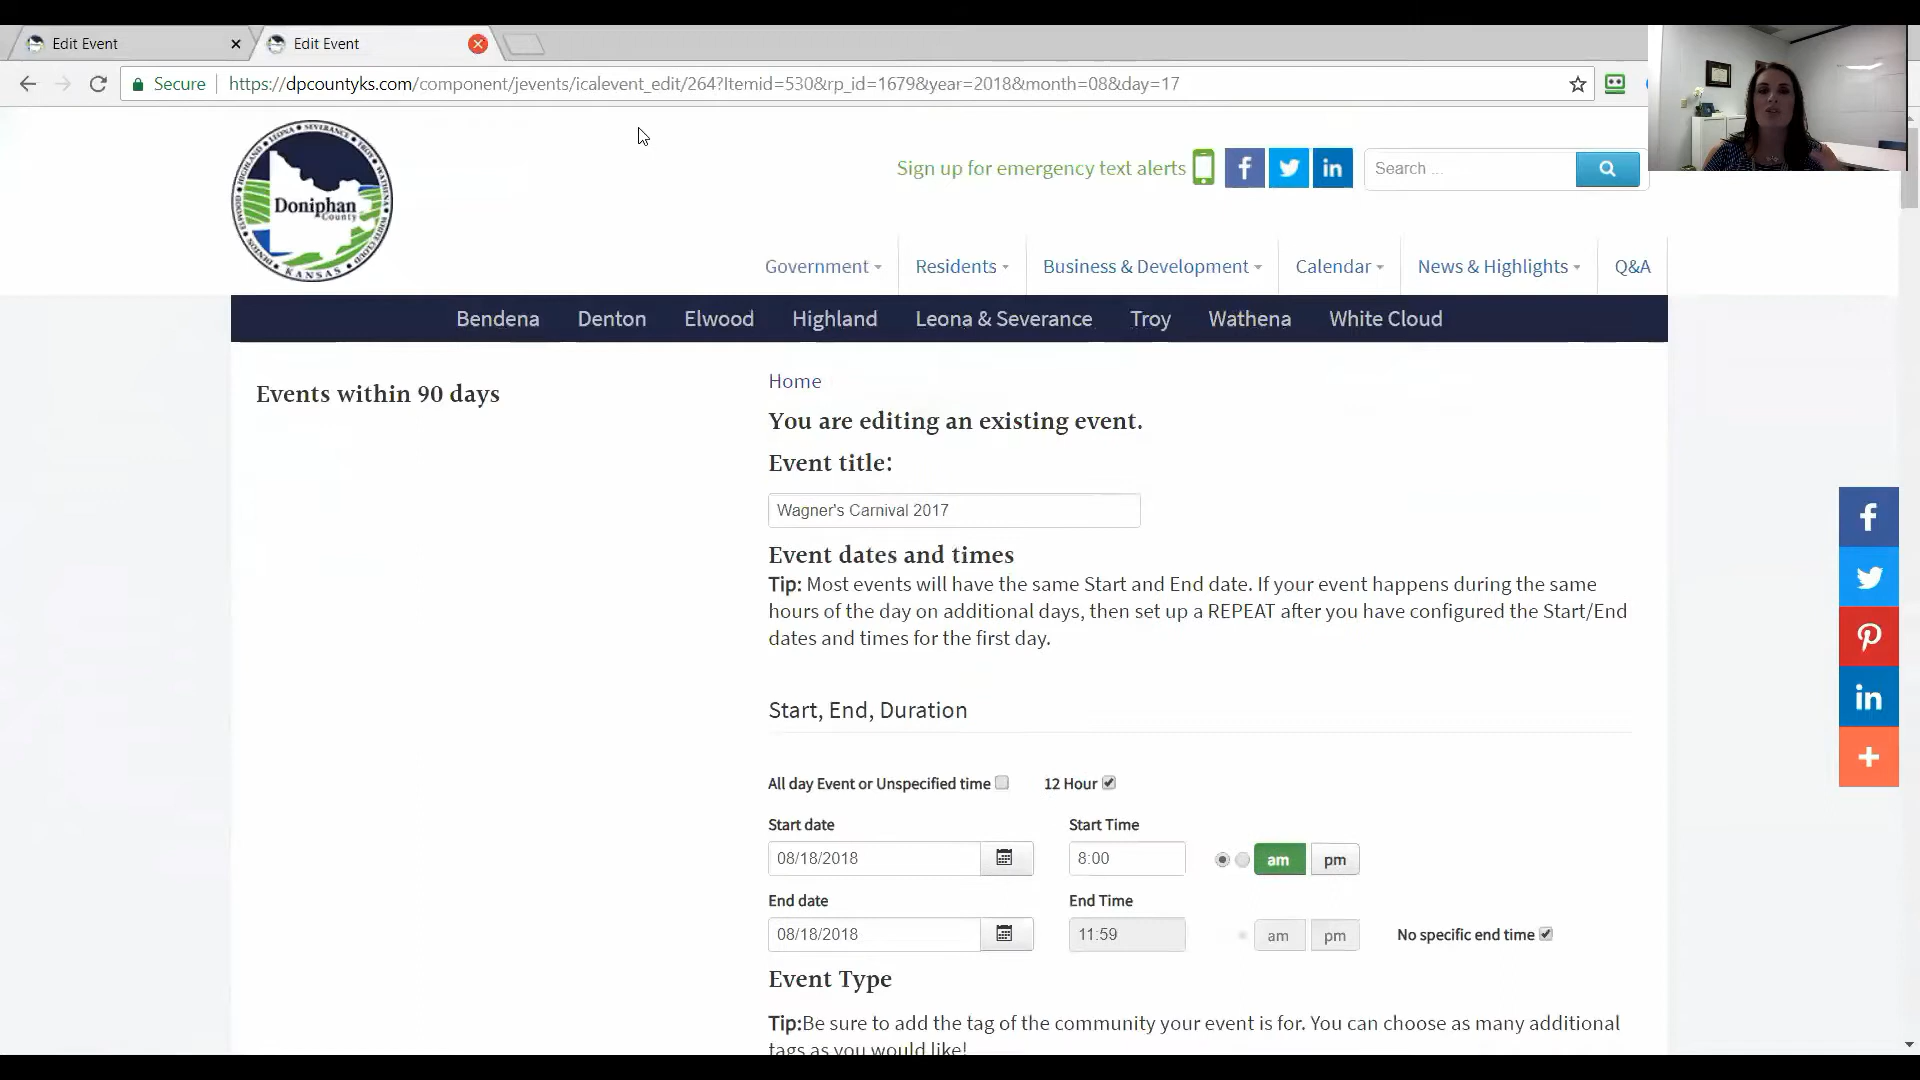 Edit Event
Edit Event
Secure
https://dpcountyks.com/component/jevents/icalevent_edit/264?Itemid=530&rp_id=1679&year=2018&month=08&day=17
HIGHLAND · LEONA · SEVERANCE · TROY · WATHENA
Doniphan
County
ELWOOD · DENTON · WHITE CLOUD
KANSAS
Sign up for emergency text alerts
Search ...
Government
Residents
Business & Development
Calendar
News & Highlights
Q&A
Bendena
Denton
Elwood
Highland
Leona & Severance
Troy
Wathena
White Cloud
Events within 90 days
Home
You are editing an existing event.
Event title:
Wagner's Carnival 2017
Event dates and times
Tip: Most events will have the same Start and End date. If your event happens during the same
hours of the day on additional days, then set up a REPEAT after you have configured the Start/End
dates and times for the first day.
Start, End, Duration
All day Event or Unspecified time
12 Hour
Start date
Start Time
08/18/2018
8:00
am
pm
End date
End Time
08/18/2018
11:59
am
pm
No specific end time
Event Type
Tip:Be sure to add the tag of the community your event is for. You can choose as many additional
tags as you would like!